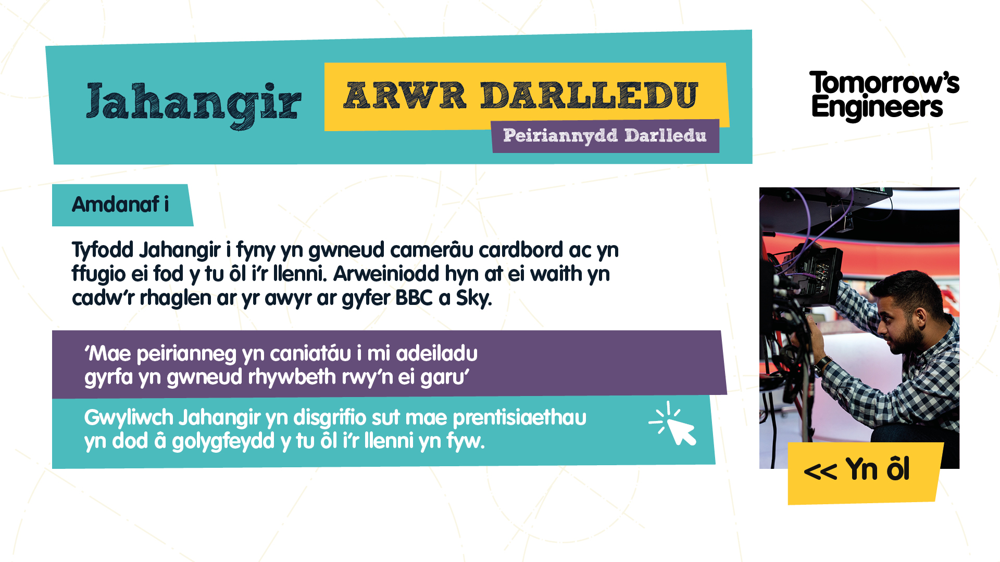 Jahangir
ARWR DARLLEDU
Peiriannydd Darlledu
Tomorrow's
Engineers
Amdanaf i
Tyfodd Jahangir i fyny yn gwneud camerâu cardbord ac yn
ffugio ei fod y tu ôl i'r llenni. Arweiniodd hyn at ei waith yn
cadw'r rhaglen ar yr awyr ar gyfer BBC a Sky.
'Mae peirianneg yn caniatáu i mi adeiladu
gyrfa yn gwneud rhywbeth rwy'n ei garu'
Gwyliwch Jahangir yn disgrifio sut mae prentisiaethau
yn dod â golygfeydd y tu ôl i'r llenni yn fyw.
<< Yn ôl